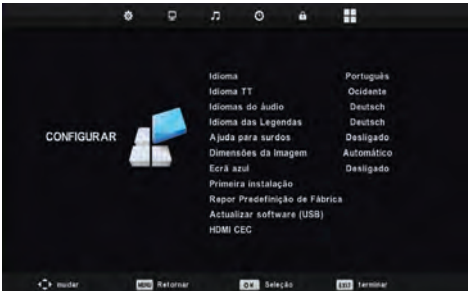 CONFIGURAR
Idioma Português
Idioma TT Ocidente
Idiomas do áudio Deutsch
Idioma das Legendas Deutsch
Ajuda para surdos Desligado
Dimensões da Imagem Automático
Ecrã azul Desligado
Primeira instalação
Repor Predefinição de Fábrica
Actualizar software (USB)
HDMI CEC
mudar MENU Retornar OK Seleção EXIT terminar